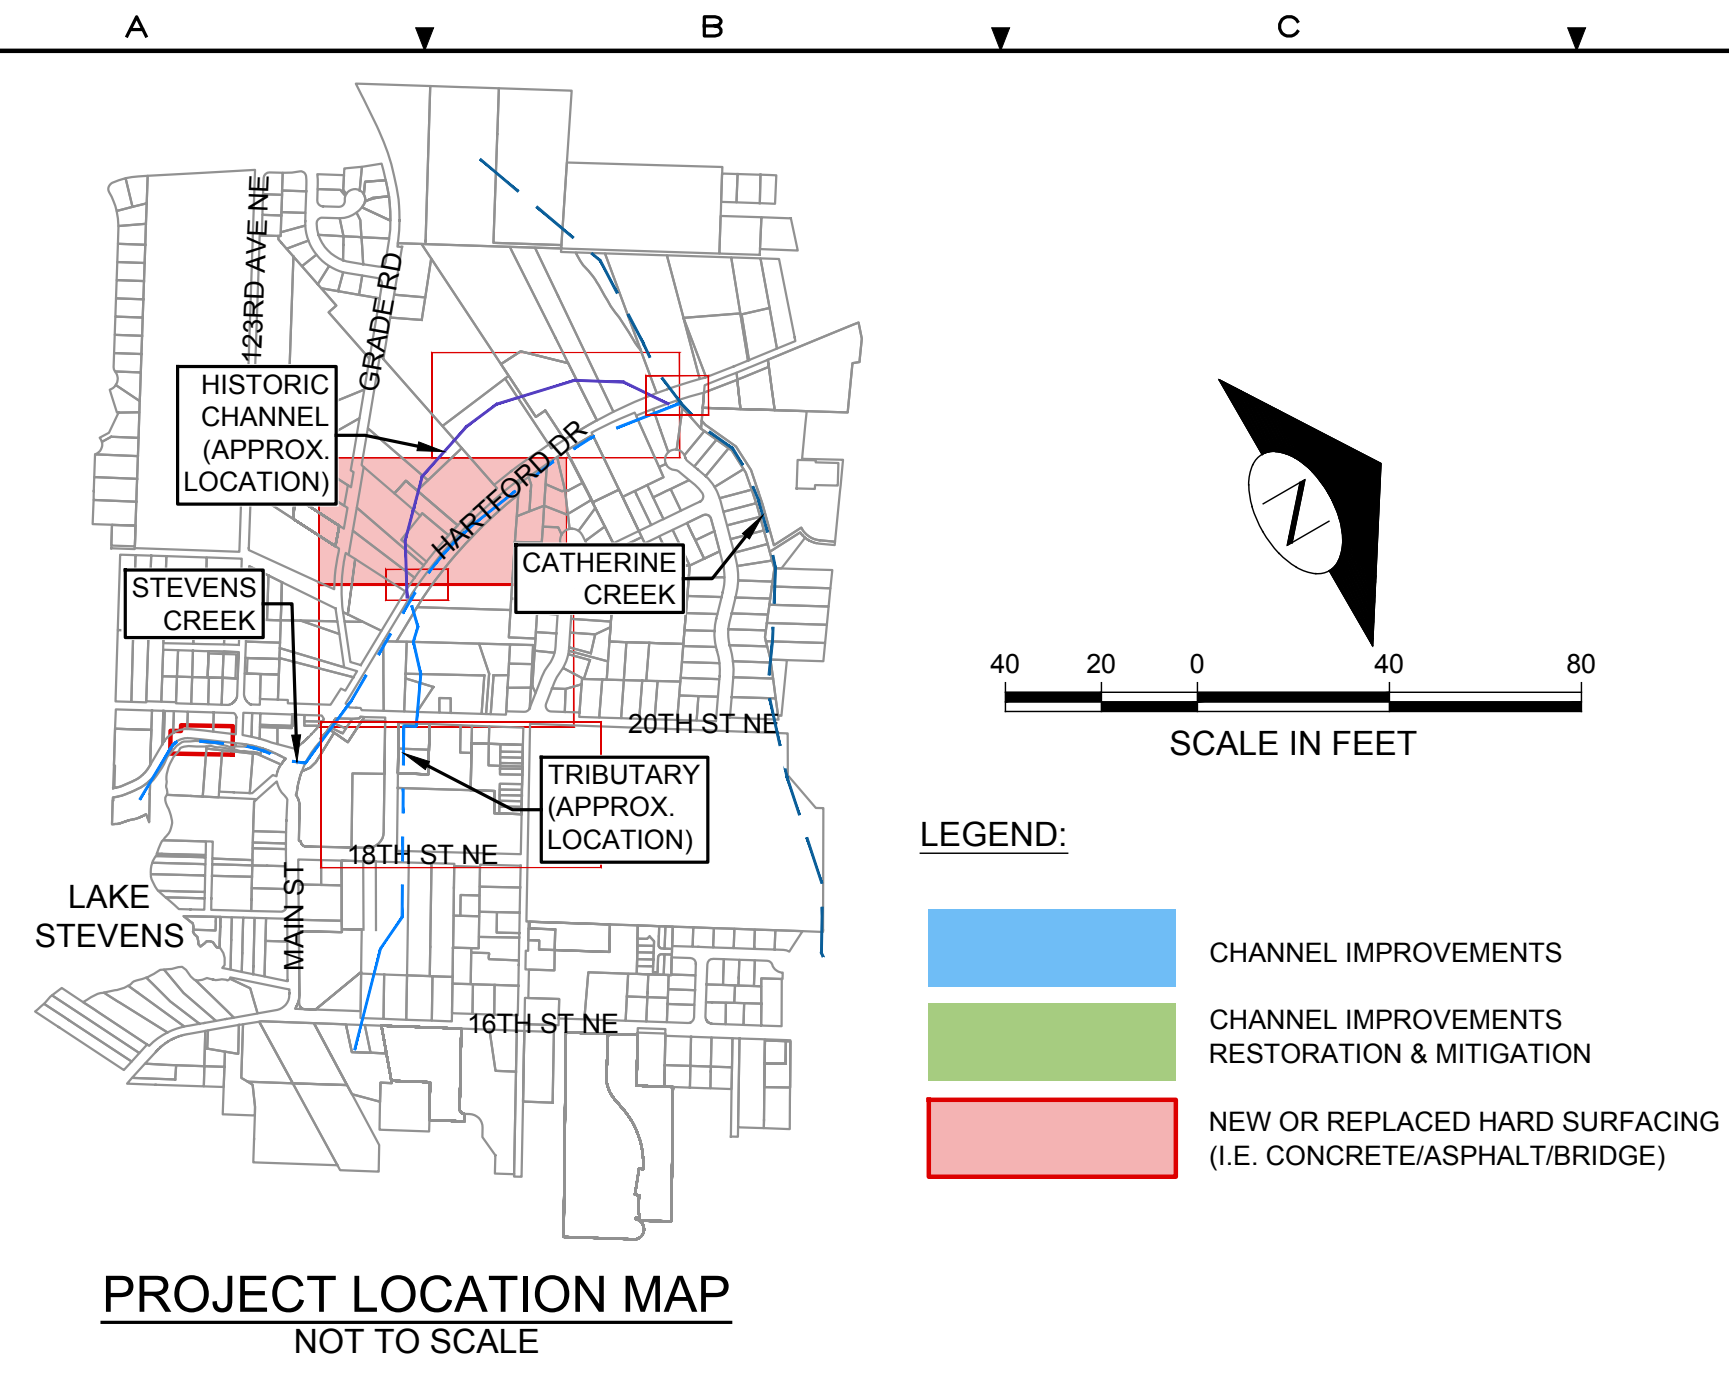 A
B
C
123RD AVE NE
GRADE RD
HISTORIC
CHANNEL
(APPROX.
LOCATION)
HARTFORD DR
CATHERINE
CREEK
STEVENS
CREEK
N
40 20 0 40 80
SCALE IN FEET
20TH ST NE
TRIBUTARY
(APPROX.
LOCATION)
18TH ST NE
MAIN ST
LAKE
STEVENS
16TH ST NE
LEGEND:
CHANNEL IMPROVEMENTS
CHANNEL IMPROVEMENTS
RESTORATION & MITIGATION
NEW OR REPLACED HARD SURFACING
(I.E. CONCRETE/ASPHALT/BRIDGE)
PROJECT LOCATION MAP
NOT TO SCALE